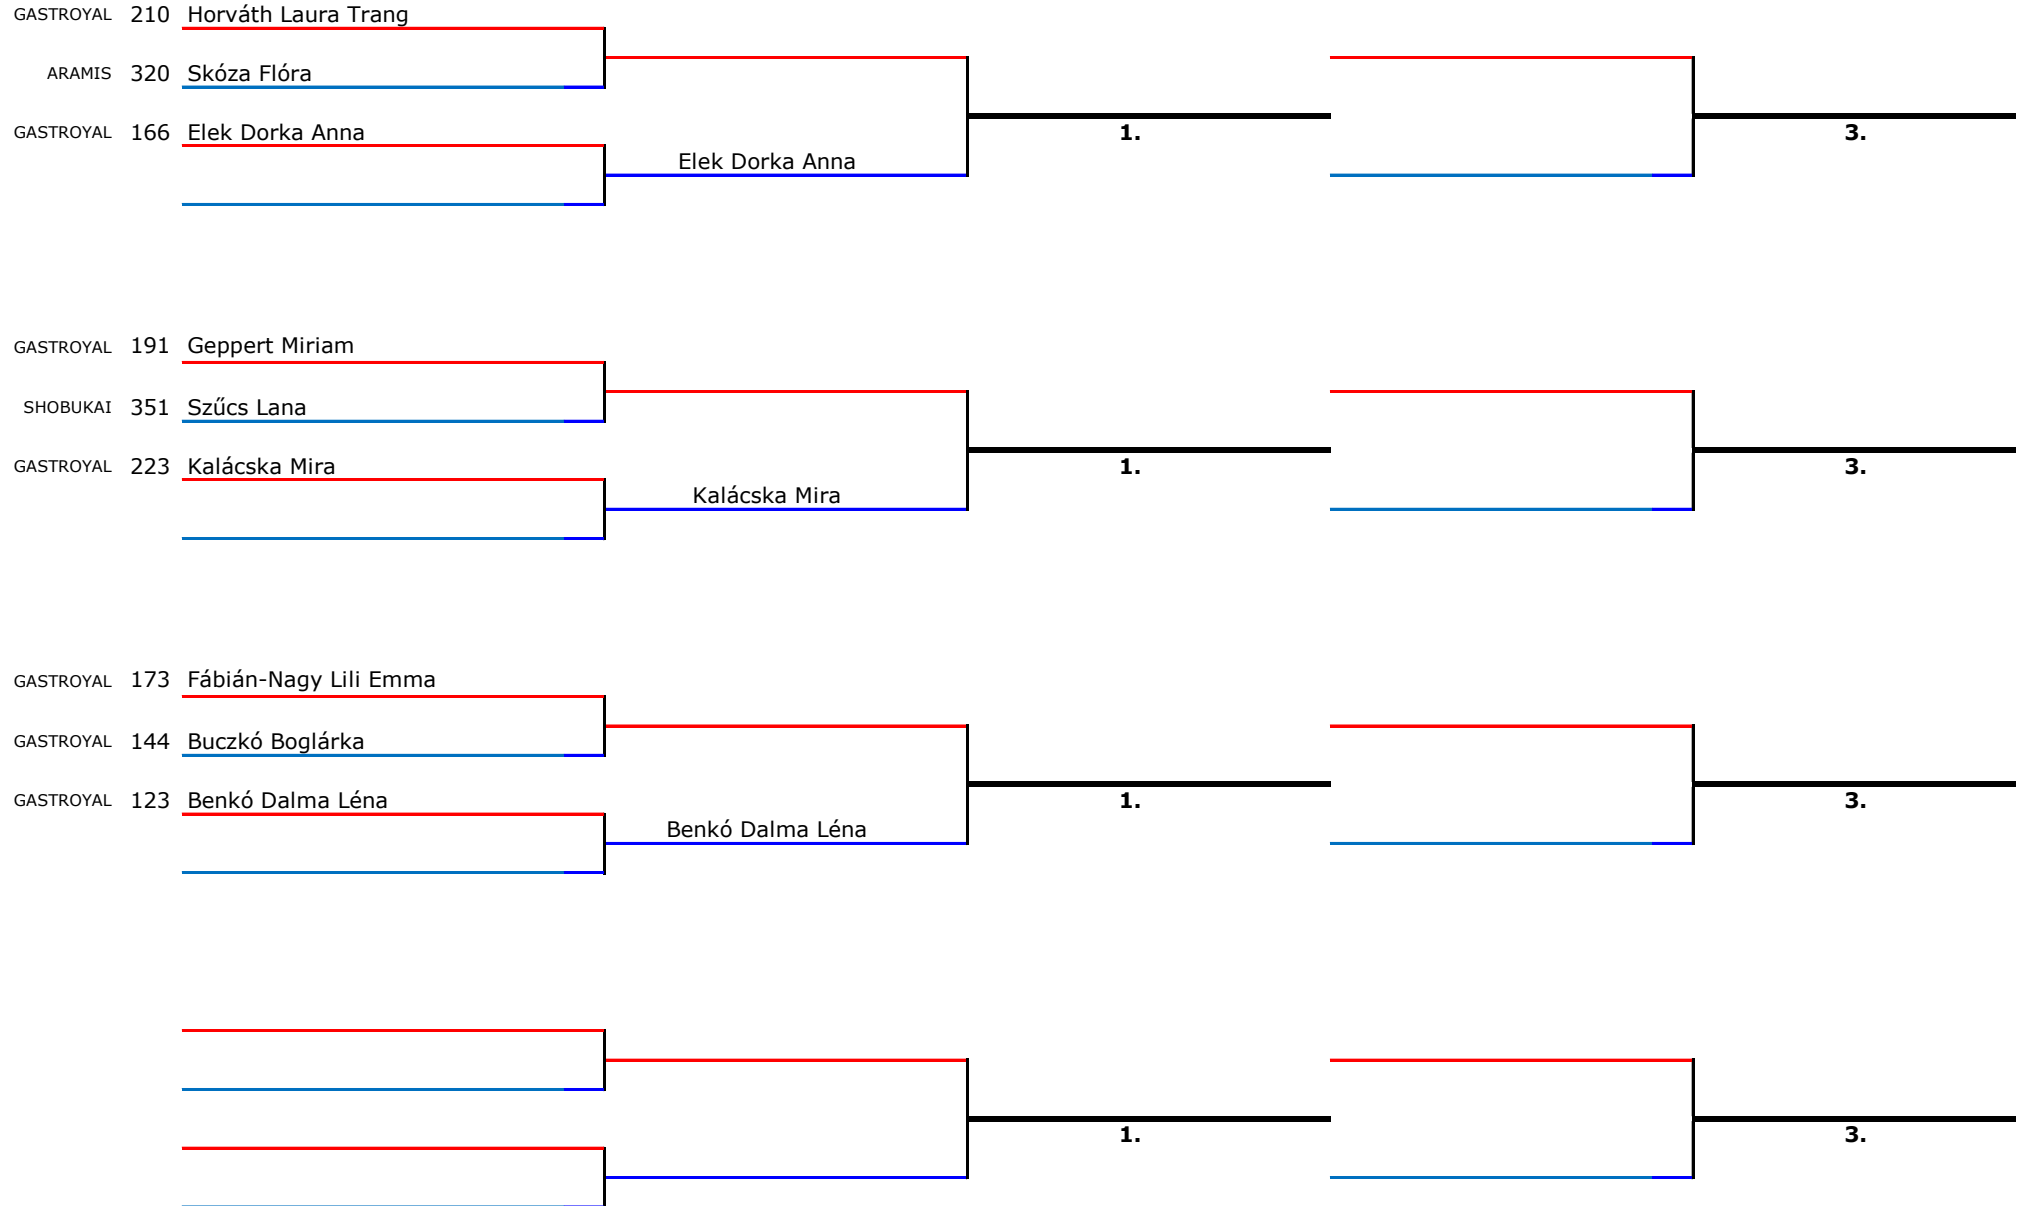 GASTROYAL 210 Horváth Laura Trang
ARAMIS 320 Skóza Flóra
GASTROYAL 166 Elek Dorka Anna
1. 3.
Elek Dorka Anna
GASTROYAL 191 Geppert Miriam
SHOBUKAI 351 Szűcs Lana
GASTROYAL 223 Kalácska Mira
1. 3.
Kalácska Mira
GASTROYAL 173 Fábián-Nagy Lili Emma
GASTROYAL 144 Buczkó Boglárka
GASTROYAL 123 Benkó Dalma Léna
1. 3.
Benkó Dalma Léna
1. 3.